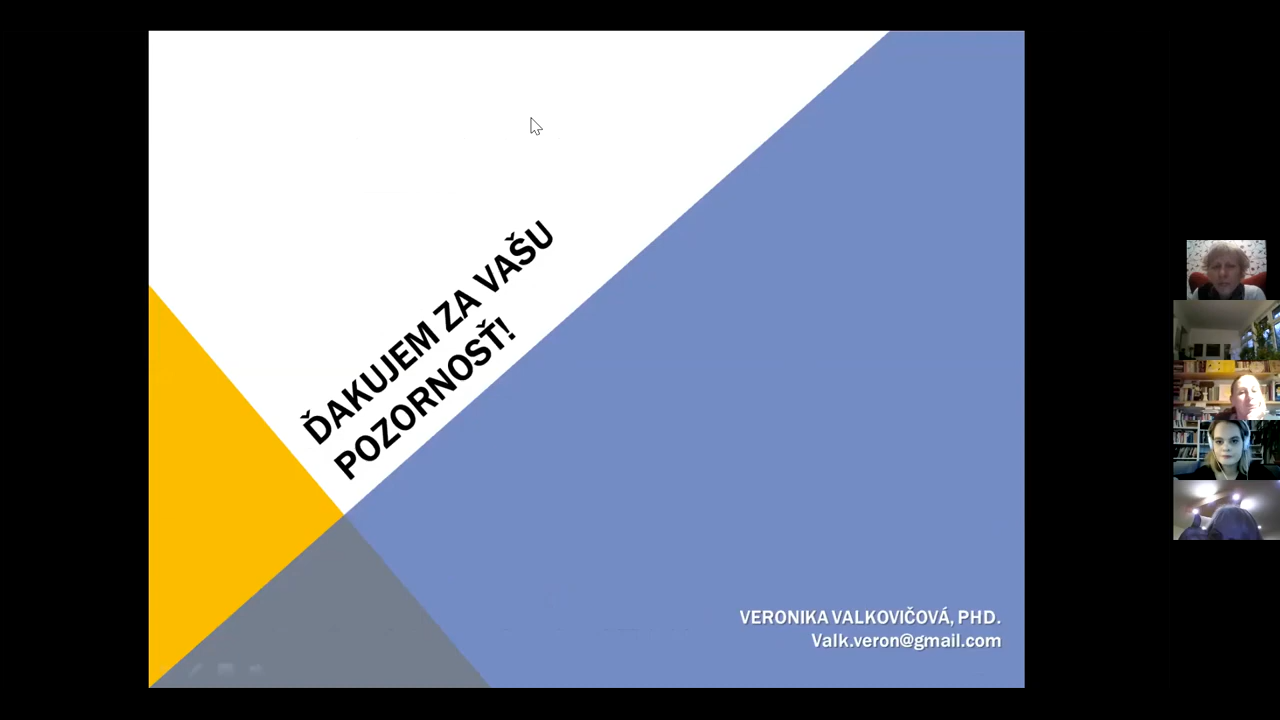 ĎAKUJEM ZA VAŠU
POZORNOSŤ!
VERONIKA VALKOVIČOVÁ, PHD.
Valk.veron@gmail.com